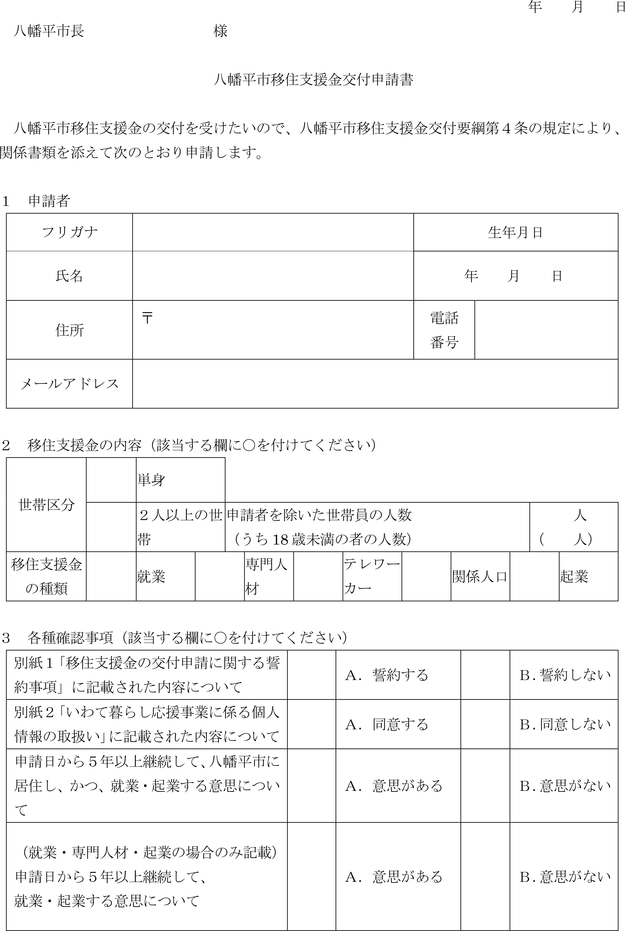 年　　月　　日
八幡平市長　　　　　　　　　様
八幡平市移住支援金交付申請書
八幡平市移住支援金の交付を受けたいので、八幡平市移住支援金交付要綱第４条の規定により、
関係書類を添えて次のとおり申請します。
１　申請者
フリガナ　生年月日
氏名　年　　月　　日
住所　〒　電話
番号
メールアドレス
２　移住支援金の内容（該当する欄に○を付けてください）
世帯区分　単身
２人以上の世
帯
申請者を除いた世帯員の人数
（うち 18 歳未満の者の人数）
人
（　　人）
移住支援金
の種類
就業
専門人
材
テレワー
カー
関係人口
起業
３　各種確認事項（該当する欄に○を付けてください）
別紙１「移住支援金の交付申請に関する誓
約事項」に記載された内容について
Ａ．誓約する　Ｂ．誓約しない
別紙２「いわて暮らし応援事業に係る個人
情報の取扱い」に記載された内容について
Ａ．同意する　Ｂ．同意しない
申請日から５年以上継続して、八幡平市に
居住し、かつ、就業・起業する意思につい
て
Ａ．意思がある　Ｂ．意思がない
（就業・専門人材・起業の場合のみ記載）
申請日から５年以上継続して、
就業・起業する意思について
Ａ．意思がある　Ｂ．意思がない